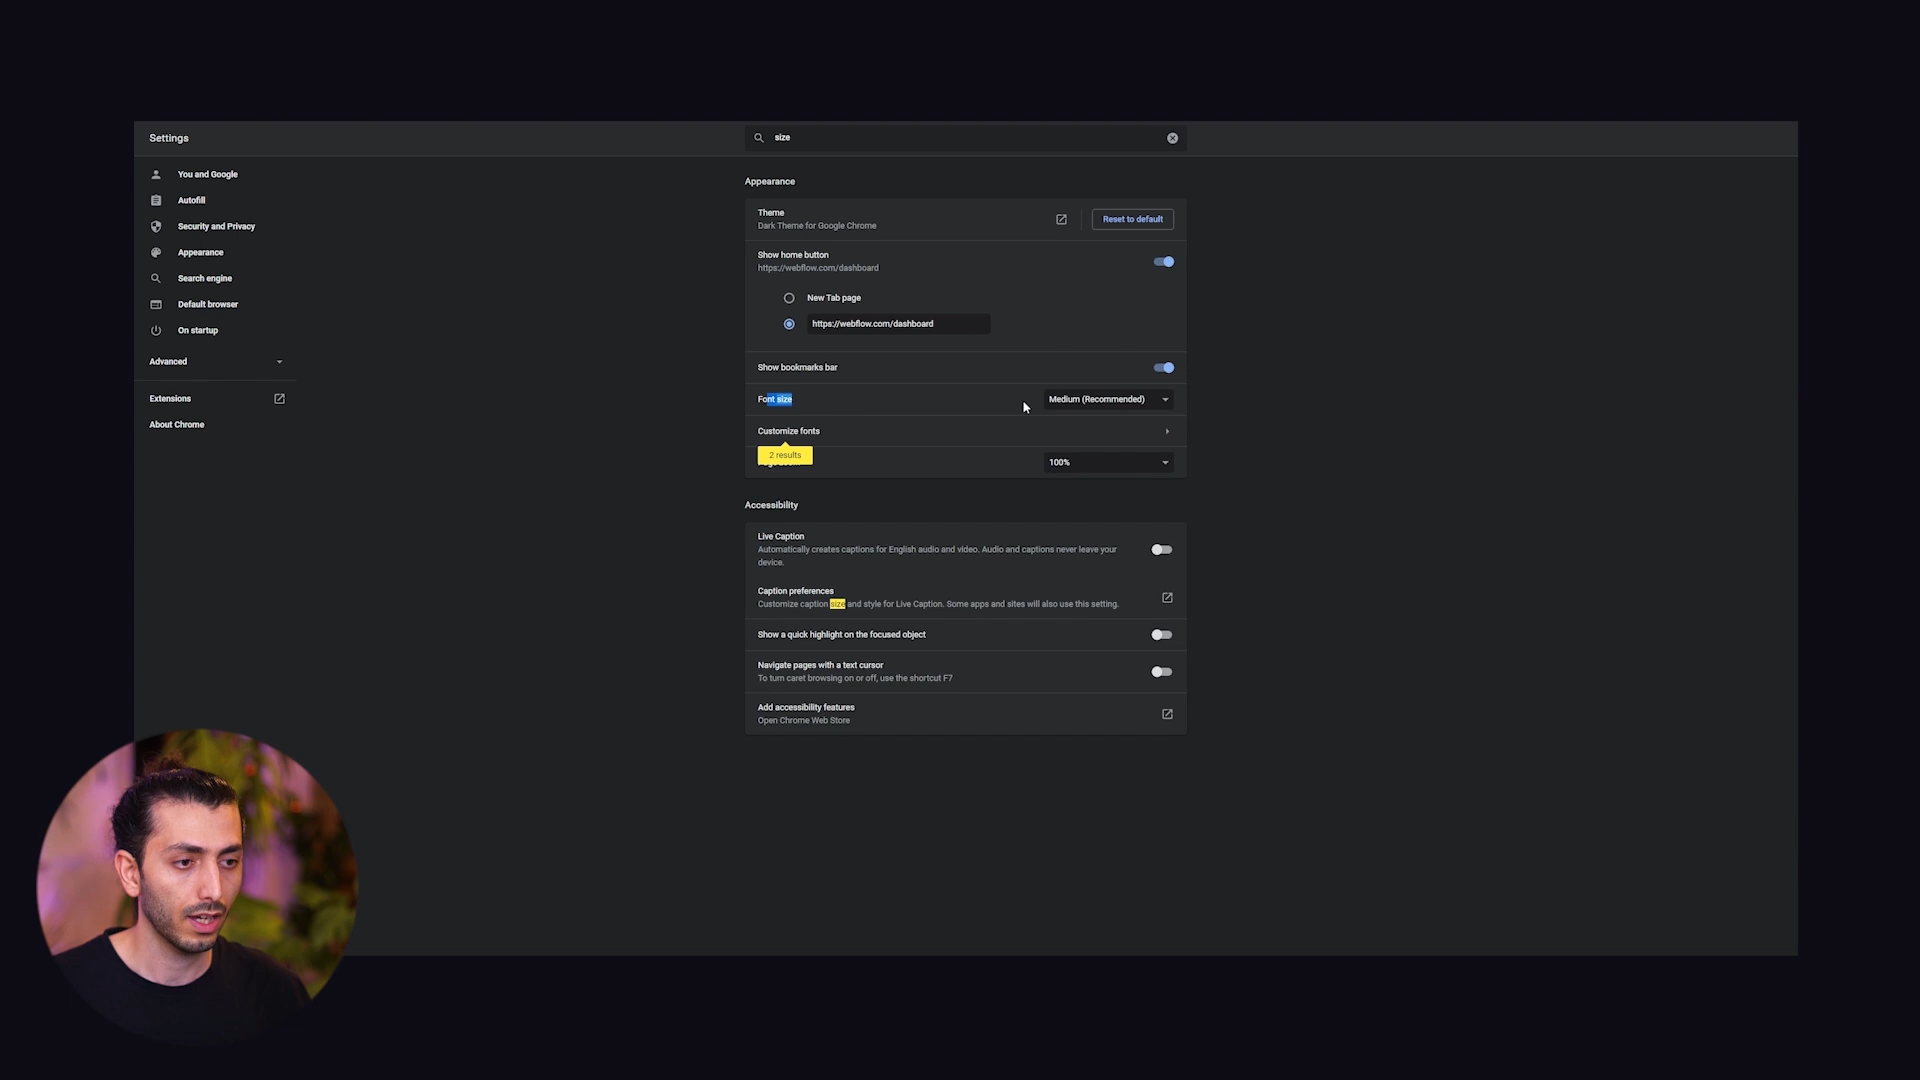 Settings
size
You and Google
Autofill
Security and Privacy
Appearance
Search engine
Default browser
On startup
Advanced
Extensions
About Chrome
Appearance
Theme
Dark Theme for Google Chrome
Reset to default
Show home button
https://webflow.com/dashboard
New Tab page
https://webflow.com/dashboard
Show bookmarks bar
Font size
Medium (Recommended)
Customize fonts
2 results
100%
Accessibility
Live Caption
Automatically creates captions for English audio and video. Audio and captions never leave your
device.
Caption preferences
Customize caption size and style for Live Caption. Some apps and sites will also use this setting.
Show a quick highlight on the focused object
Navigate pages with a text cursor
To turn caret browsing on or off, use the shortcut F7
Add accessibility features
Open Chrome Web Store